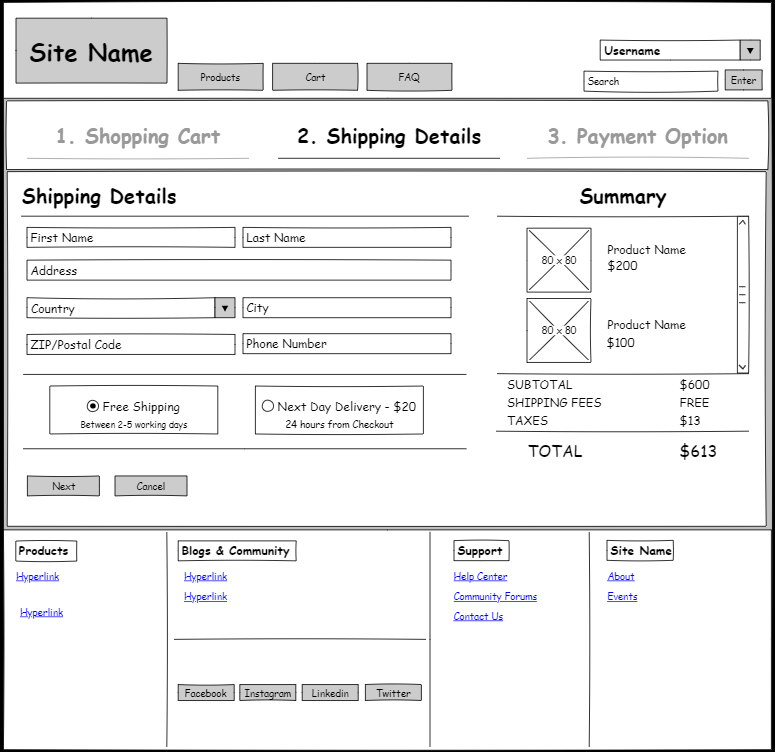 Site Name
Products
Cart
FAQ
Username
Search
Enter
1. Shopping Cart
2. Shipping Details
3. Payment Option
Shipping Details
First Name
Last Name
Address
Country
City
ZIP/Postal Code
Phone Number
Free Shipping
Between 2-5 working days
Next Day Delivery - $20
24 hours from Checkout
Next
Cancel
Summary
80 x 80
Product Name
$200
80 x 80
Product Name
$100
SUBTOTAL $600
SHIPPING FEES FREE
TAXES $13
TOTAL $613
Products
Hyperlink
Hyperlink
Blogs & Community
Hyperlink
Hyperlink
Facebook
Instagram
Linkedin
Twitter
Support
Help Center
Community Forums
Contact Us
Site Name
About
Events